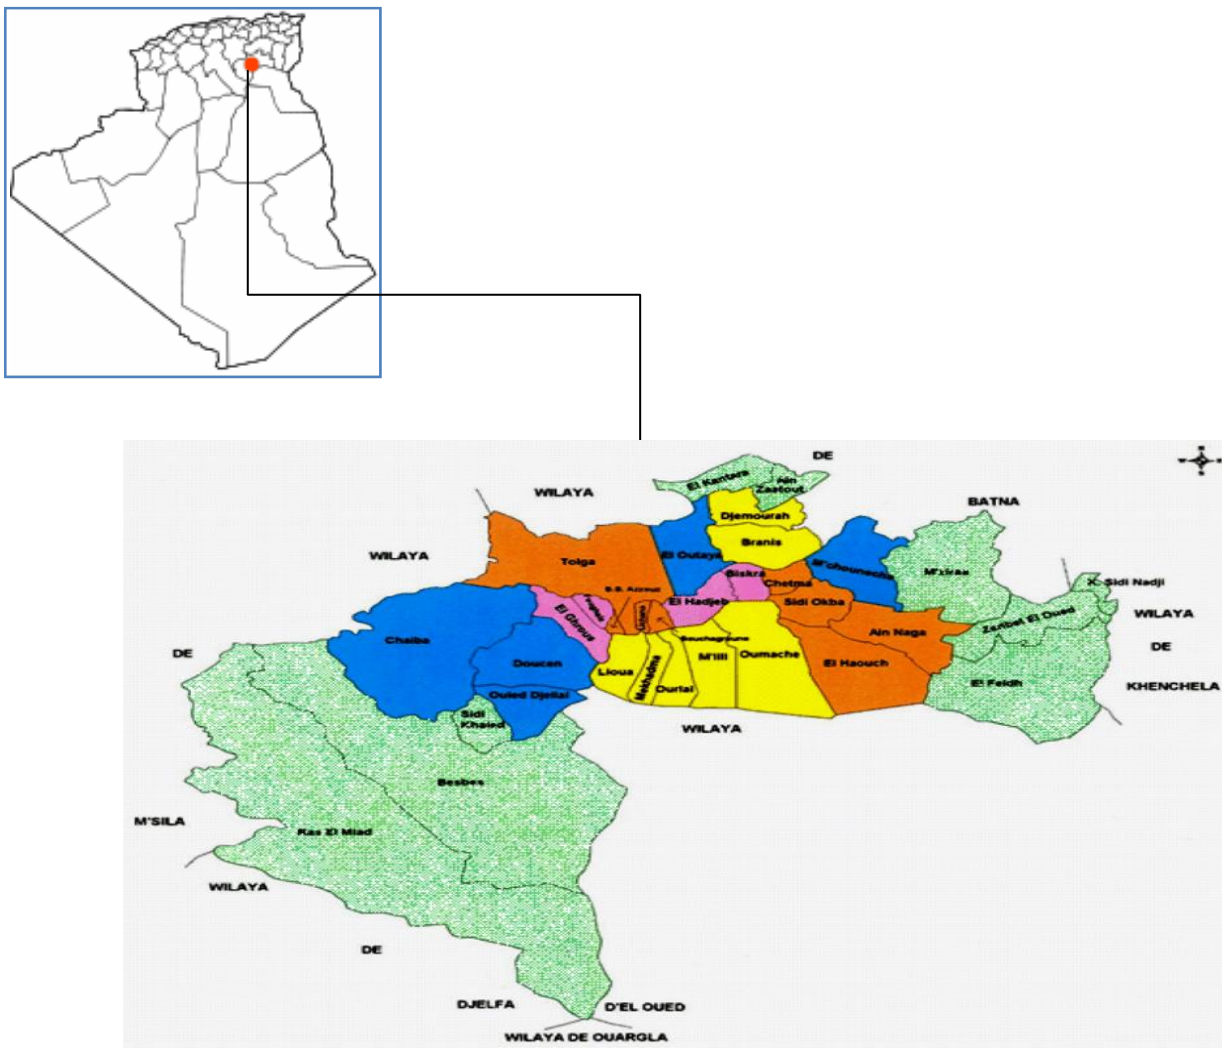 DE
WILAYA
El Kantara
Ain
Zaatout
BATNA
Djemourah
Branis
WILAYA
Tolga
El Outaya
M'chouneche
M'ziraa
K. Sidi Nadji
Biskra
Chetma
B.B. Azzouz
El Hadjeb
Sidi Okba
El Ghrous
Zeribet El Oued
WILAYA
Chaiba
Bouchagroune
Ain Naga
DE
DE
Doucen
Lioua
Mekhadma
M'lili
Oumache
El Haouch
Ourlal
El Feidh
KHENCHELA
Ouled Djellal
Sidi
Khaled
WILAYA
Besbes
M'SILA
Ras El Miad
WILAYA
DE
DJELFA
D'EL OUED
WILAYA DE OUARGLA